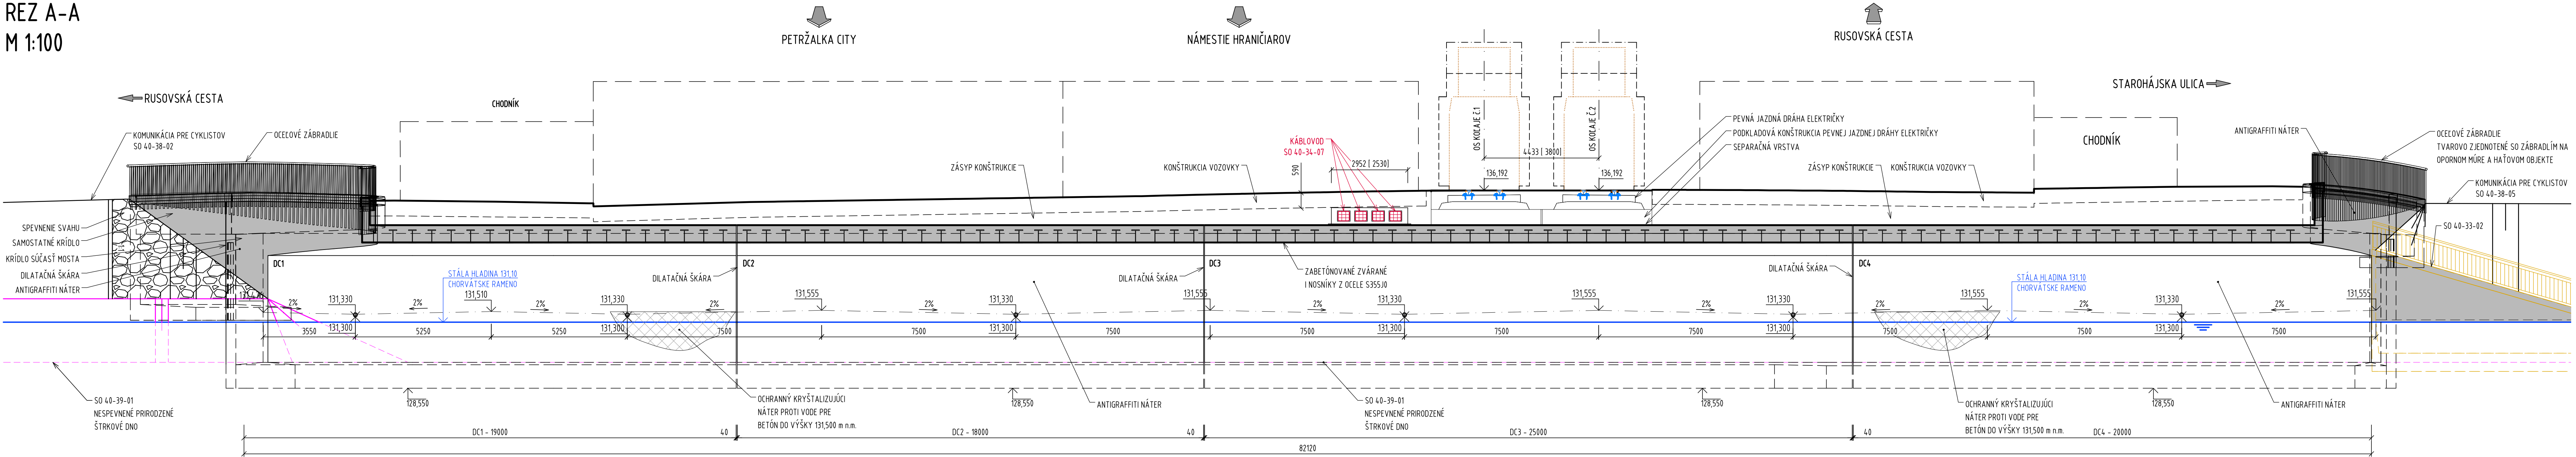 REZ A-A
M 1:100
PETRŽALKA CITY
NÁMESTIE HRANIČIAROV
RUSOVSKÁ CESTA
RUSOVSKÁ CESTA
STAROHÁJSKA ULICA
CHODNÍK
CHODNÍK
KOMUNIKÁCIA PRE CYKLISTOV
SO 40-38-02
OCEĽOVÉ ZÁBRADLIE
ZÁSYP KONŠTRUKCIE
KONŠTRUKCIA VOZOVKY
KÁBLOVOD
SO 40-34-07
590
2952 [ 2530]
OS KOĽAJE Č.1
OS KOĽAJE Č.2
4433 [ 3800]
136,192
136,192
PEVNÁ JAZDNÁ DRÁHA ELEKTRIČKY
PODKLADOVÁ KONŠTRUKCIA PEVNEJ JAZDNEJ DRÁHY ELEKTRIČKY
SEPARAČNÁ VRSTVA
ZÁSYP KONŠTRUKCIE
KONŠTRUKCIA VOZOVKY
ANTIGRAFFITI NÁTER
OCEĽOVÉ ZÁBRADLIE
TVAROVO ZJEDNOTENÉ SO ZÁBRADLÍM NA
OPORNOM MÚRE A HAŤOVOM OBJEKTE
KOMUNIKÁCIA PRE CYKLISTOV
SO 40-38-05
SO 40-33-02
SPEVNENIE SVAHU
SAMOSTATNÉ KRÍDLO
KRÍDLO SÚČASŤ MOSTA
DILATAČNÁ ŠKÁRA
ANTIGRAFFITI NÁTER
DC1
DC2
DC3
DC4
STÁLA HLADINA 131,10
CHORVÁTSKE RAMENO
DILATAČNÁ ŠKÁRA
DILATAČNÁ ŠKÁRA
ZABETÓNOVANÉ ZVÁRANÉ
I NOSNÍKY Z OCELE S355J0
DILATAČNÁ ŠKÁRA
STÁLA HLADINA 131,10
CHORVÁTSKE RAMENO
2% 131,330 2% 131,510 2% 131,330 2% 131,555 2% 131,330 2% 131,555 2% 131,330 2% 131,555 2% 131,330 2% 131,555 2% 131,330 2% 131,555
3550 131,300 5250 5250 131,300 7500 7500 131,300 7500 7500 131,300 7500 7500 131,300 7500 7500 131,300 7500
128,550 128,550 128,550 128,550
SO 40-39-01
NESPEVNENÉ PRIRODZENÉ
ŠTRKOVÉ DNO
OCHRANNÝ KRYŠTALIZUJÚCI
NÁTER PROTI VODE PRE
BETÓN DO VÝŠKY 131,500 m n.m.
ANTIGRAFFITI NÁTER
SO 40-39-01
NESPEVNENÉ PRIRODZENÉ
ŠTRKOVÉ DNO
OCHRANNÝ KRYŠTALIZUJÚCI
NÁTER PROTI VODE PRE
BETÓN DO VÝŠKY 131,500 m n.m.
ANTIGRAFFITI NÁTER
DC1 - 19000 40 DC2 - 18000 40 DC3 - 25000 40 DC4 - 20000
82120